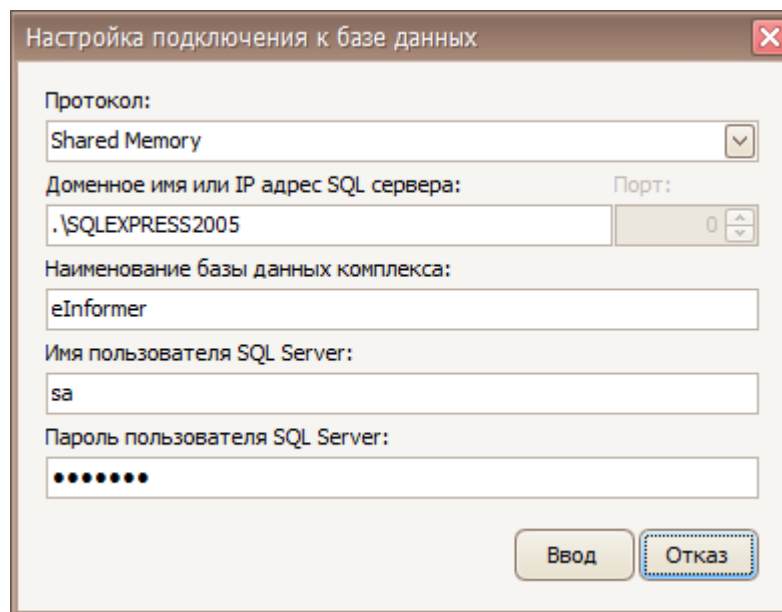 Настройка подключения к базе данных
Протокол:
Shared Memory
Доменное имя или IP адрес SQL сервера: Порт:
.\SQLEXPRESS2005 0
Наименование базы данных комплекса:
eInformer
Имя пользователя SQL Server:
sa
Пароль пользователя SQL Server:
•••••••
Ввод Отказ